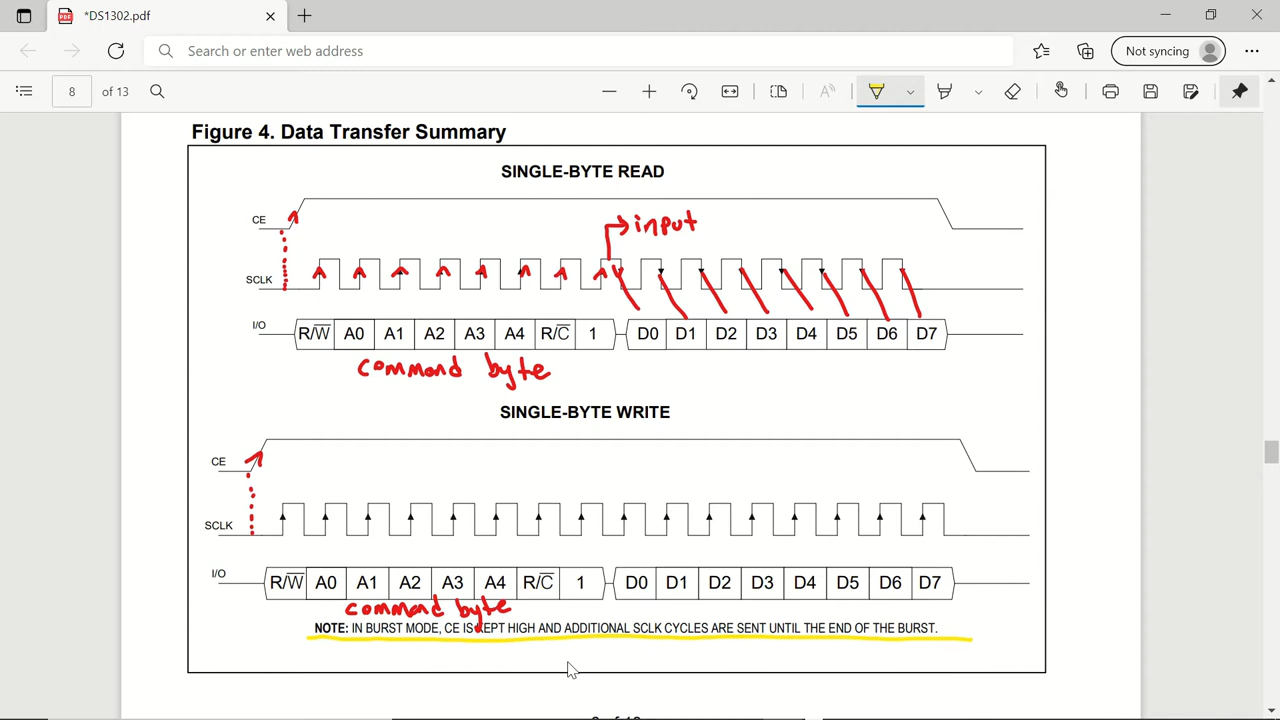 *DS1302.pdf
Search or enter web address
Not syncing
8 of 13
Figure 4. Data Transfer Summary
SINGLE-BYTE READ
CE
input
SCLK
I/O R/W̅ A0 A1 A2 A3 A4 R/C̅ 1 D0 D1 D2 D3 D4 D5 D6 D7
command byte
SINGLE-BYTE WRITE
CE
SCLK
I/O R/W̅ A0 A1 A2 A3 A4 R/C̅ 1 D0 D1 D2 D3 D4 D5 D6 D7
command byte
NOTE: IN BURST MODE, CE IS KEPT HIGH AND ADDITIONAL SCLK CYCLES ARE SENT UNTIL THE END OF THE BURST.